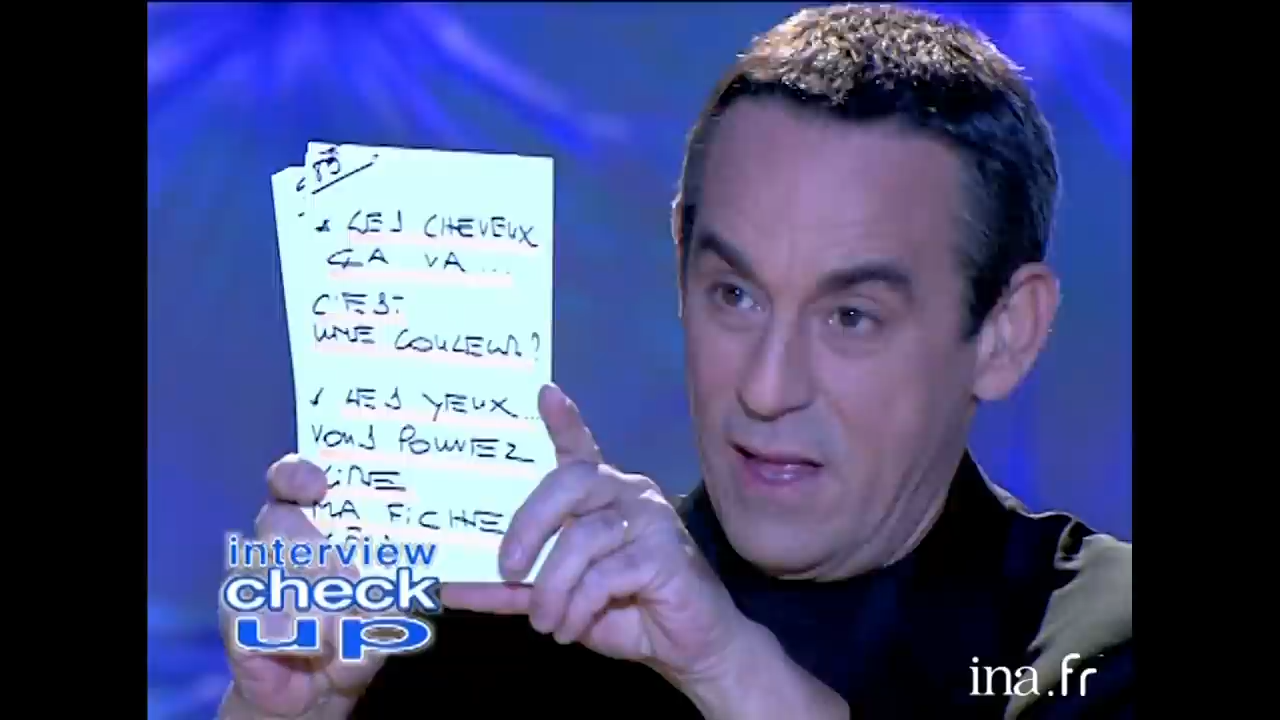 * LES CHEVEUX
ÇA VA ...
C'EST
UNE COULEUR?
* LES YEUX ...
VOUS POUVEZ
LIRE
MA FICHE
interview
check
up
ina.fr